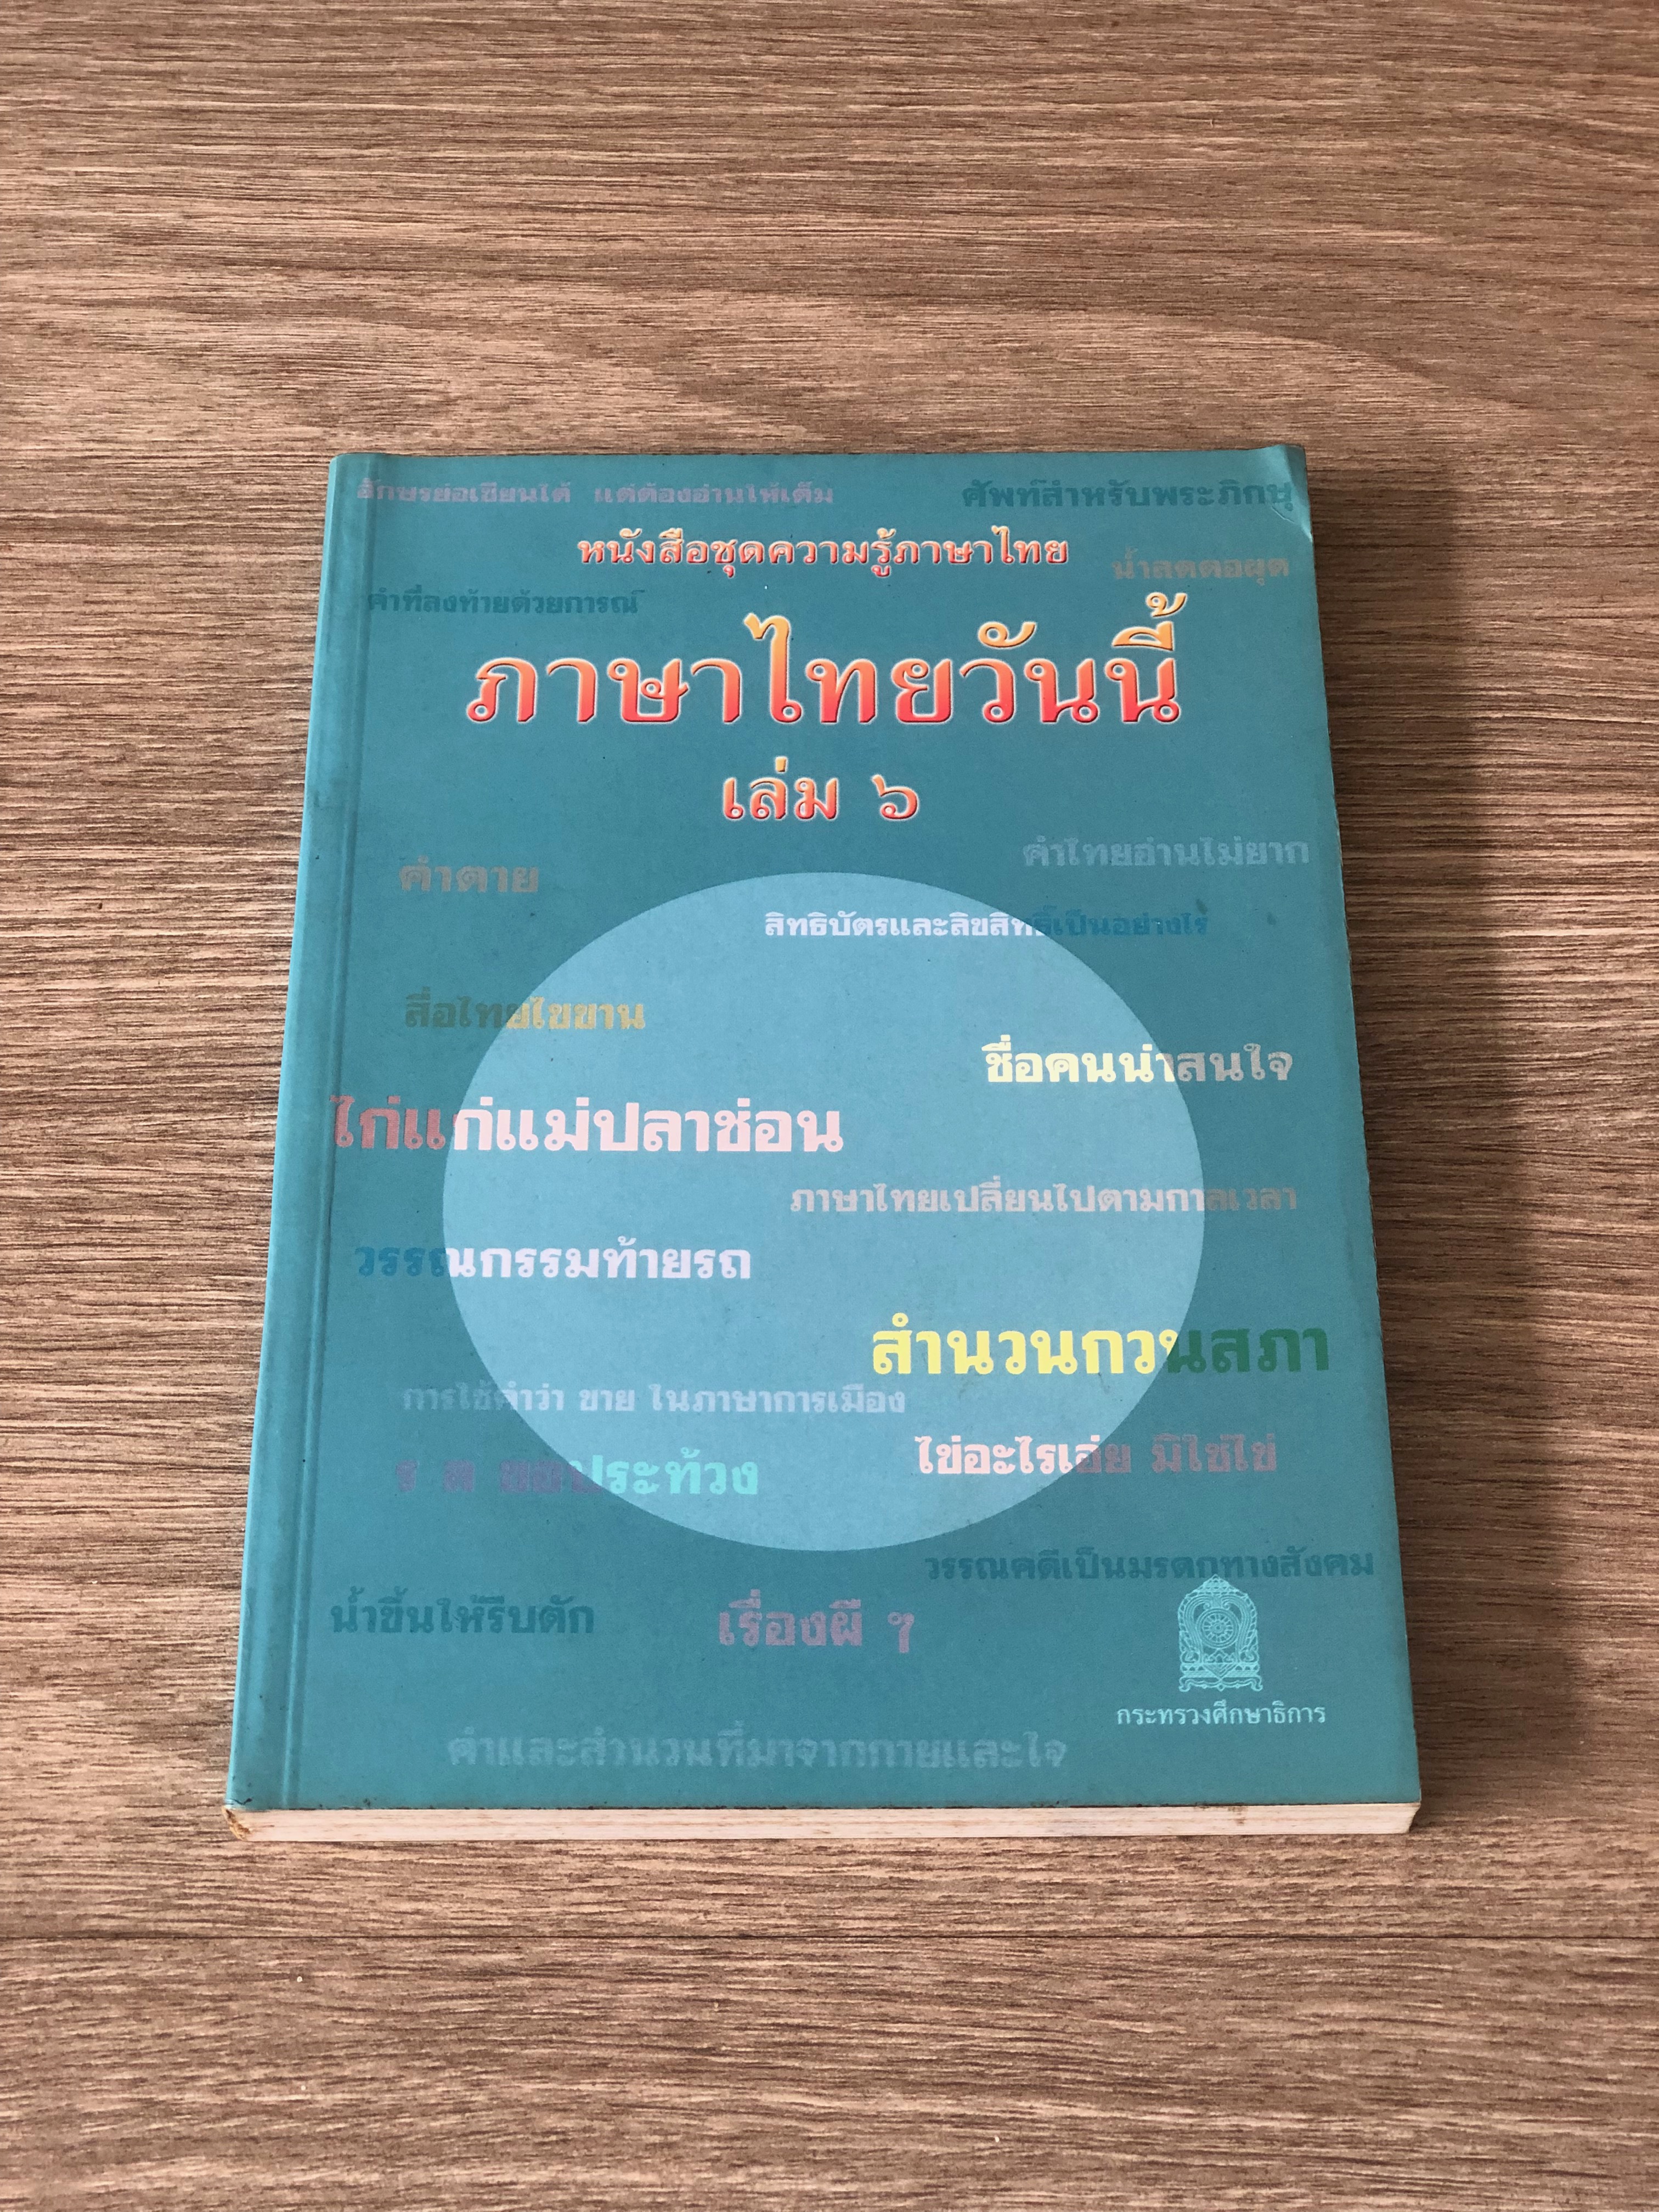 อักษรย่อเขียนได้ แต่ต้องอ่านให้เต็ม
ศัพท์สำหรับพระภิกษุ
หนังสือชุดความรู้ภาษาไทย
น้ำลดตอผุด
คำที่ลงท้ายด้วยการณ์
ภาษาไทยวันนี้
เล่ม ๖
คำไทยอ่านไม่ยาก
คำตาย
สิทธิบัตรและลิขสิทธิ์เป็นอย่างไร
สื่อไทยไขขาน
ชื่อคนน่าสนใจ
ไก่แก่แม่ปลาช่อน
ภาษาไทยเปลี่ยนไปตามกาลเวลา
วรรณกรรมท้ายรถ
สำนวนกวนสภา
การใช้คำว่า ขาย ในภาษาการเมือง
ไข่อะไรเอ่ย มิใช่ไข่
ประท้วง
วรรณคดีเป็นมรดกทางสังคม
น้ำขึ้นให้รีบตัก
เรื่องผี ๆ
กระทรวงศึกษาธิการ
คำและสำนวนที่มาจากกายและใจ